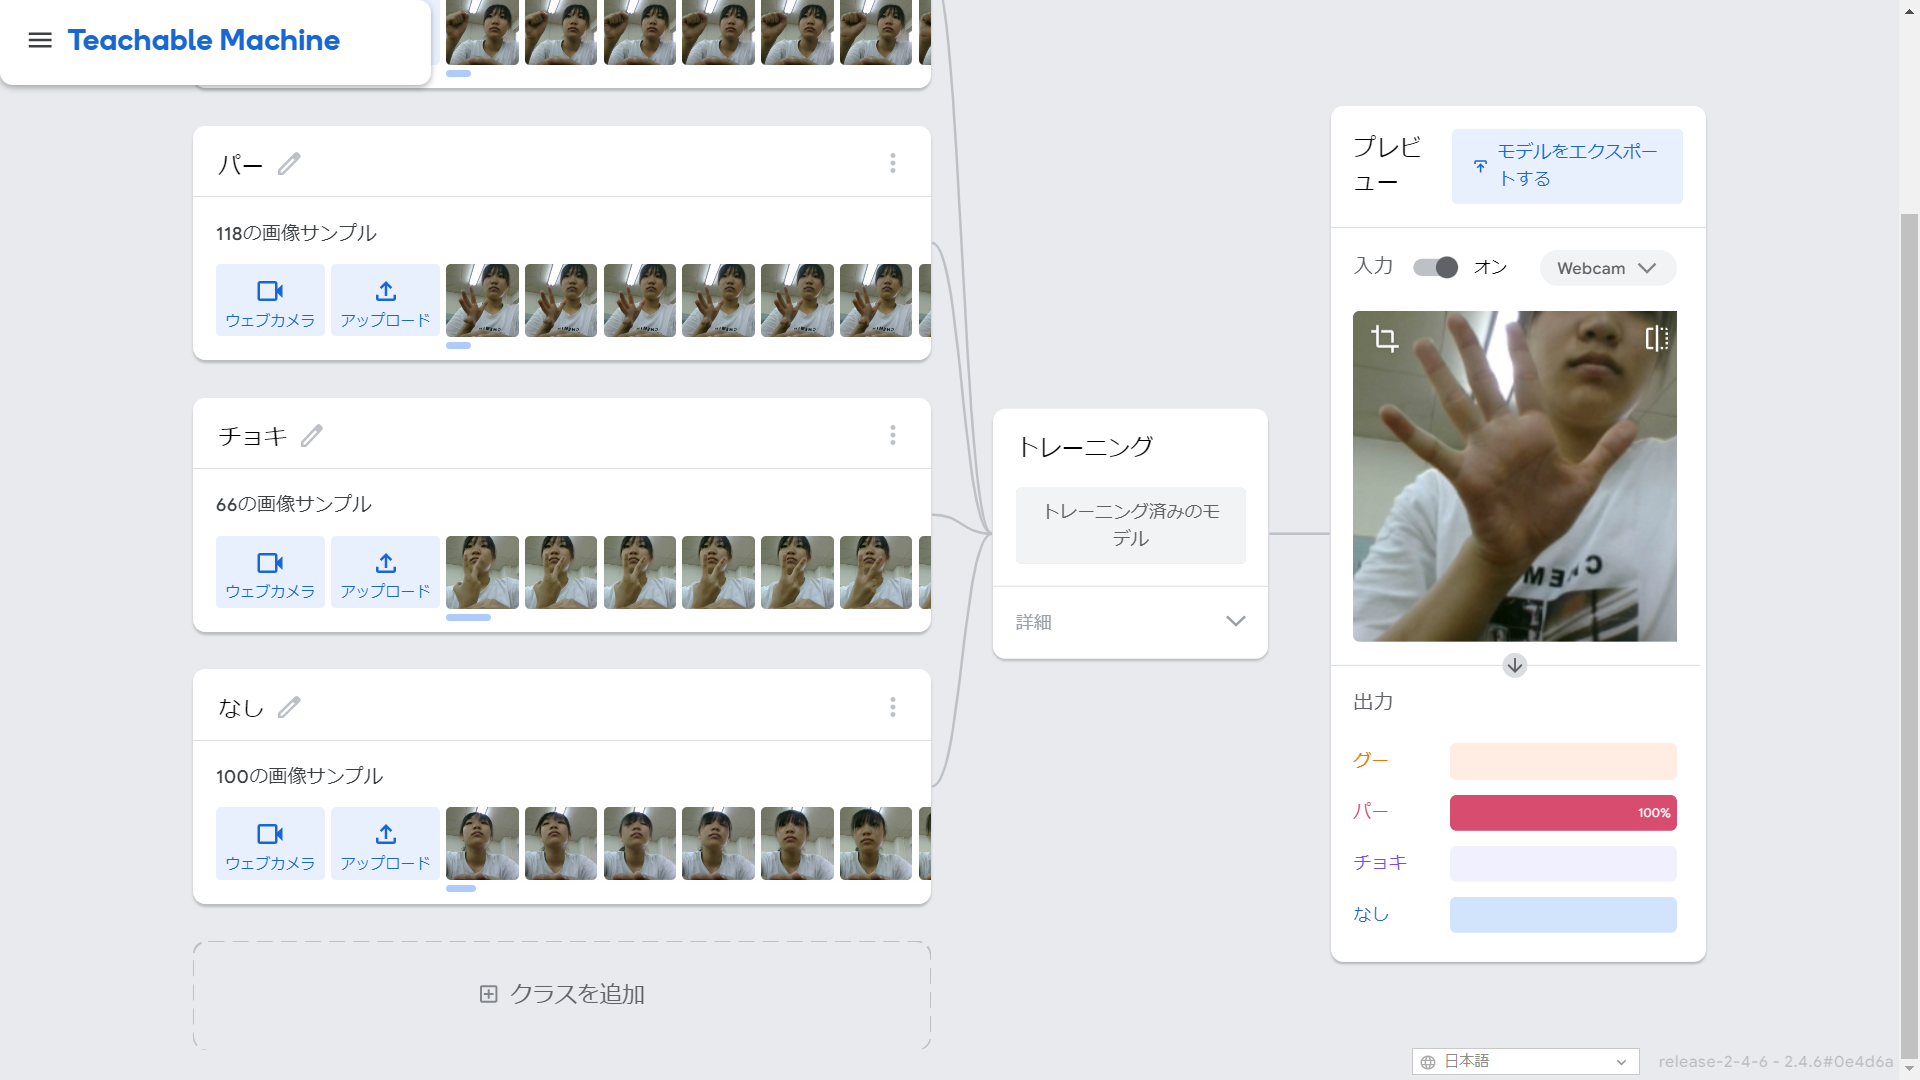 Teachable Machine
パー
118の画像サンプル
ウェブカメラ
アップロード
チョキ
66の画像サンプル
ウェブカメラ
アップロード
なし
100の画像サンプル
ウェブカメラ
アップロード
クラスを追加
トレーニング
トレーニング済みのモ
デル
詳細
プレビ
ュー
モデルをエクスポー
トする
入力
オン
Webcam
出力
グー
パー
100%
チョキ
なし
日本語
release-2-4-6 - 2.4.6#0e4d6a